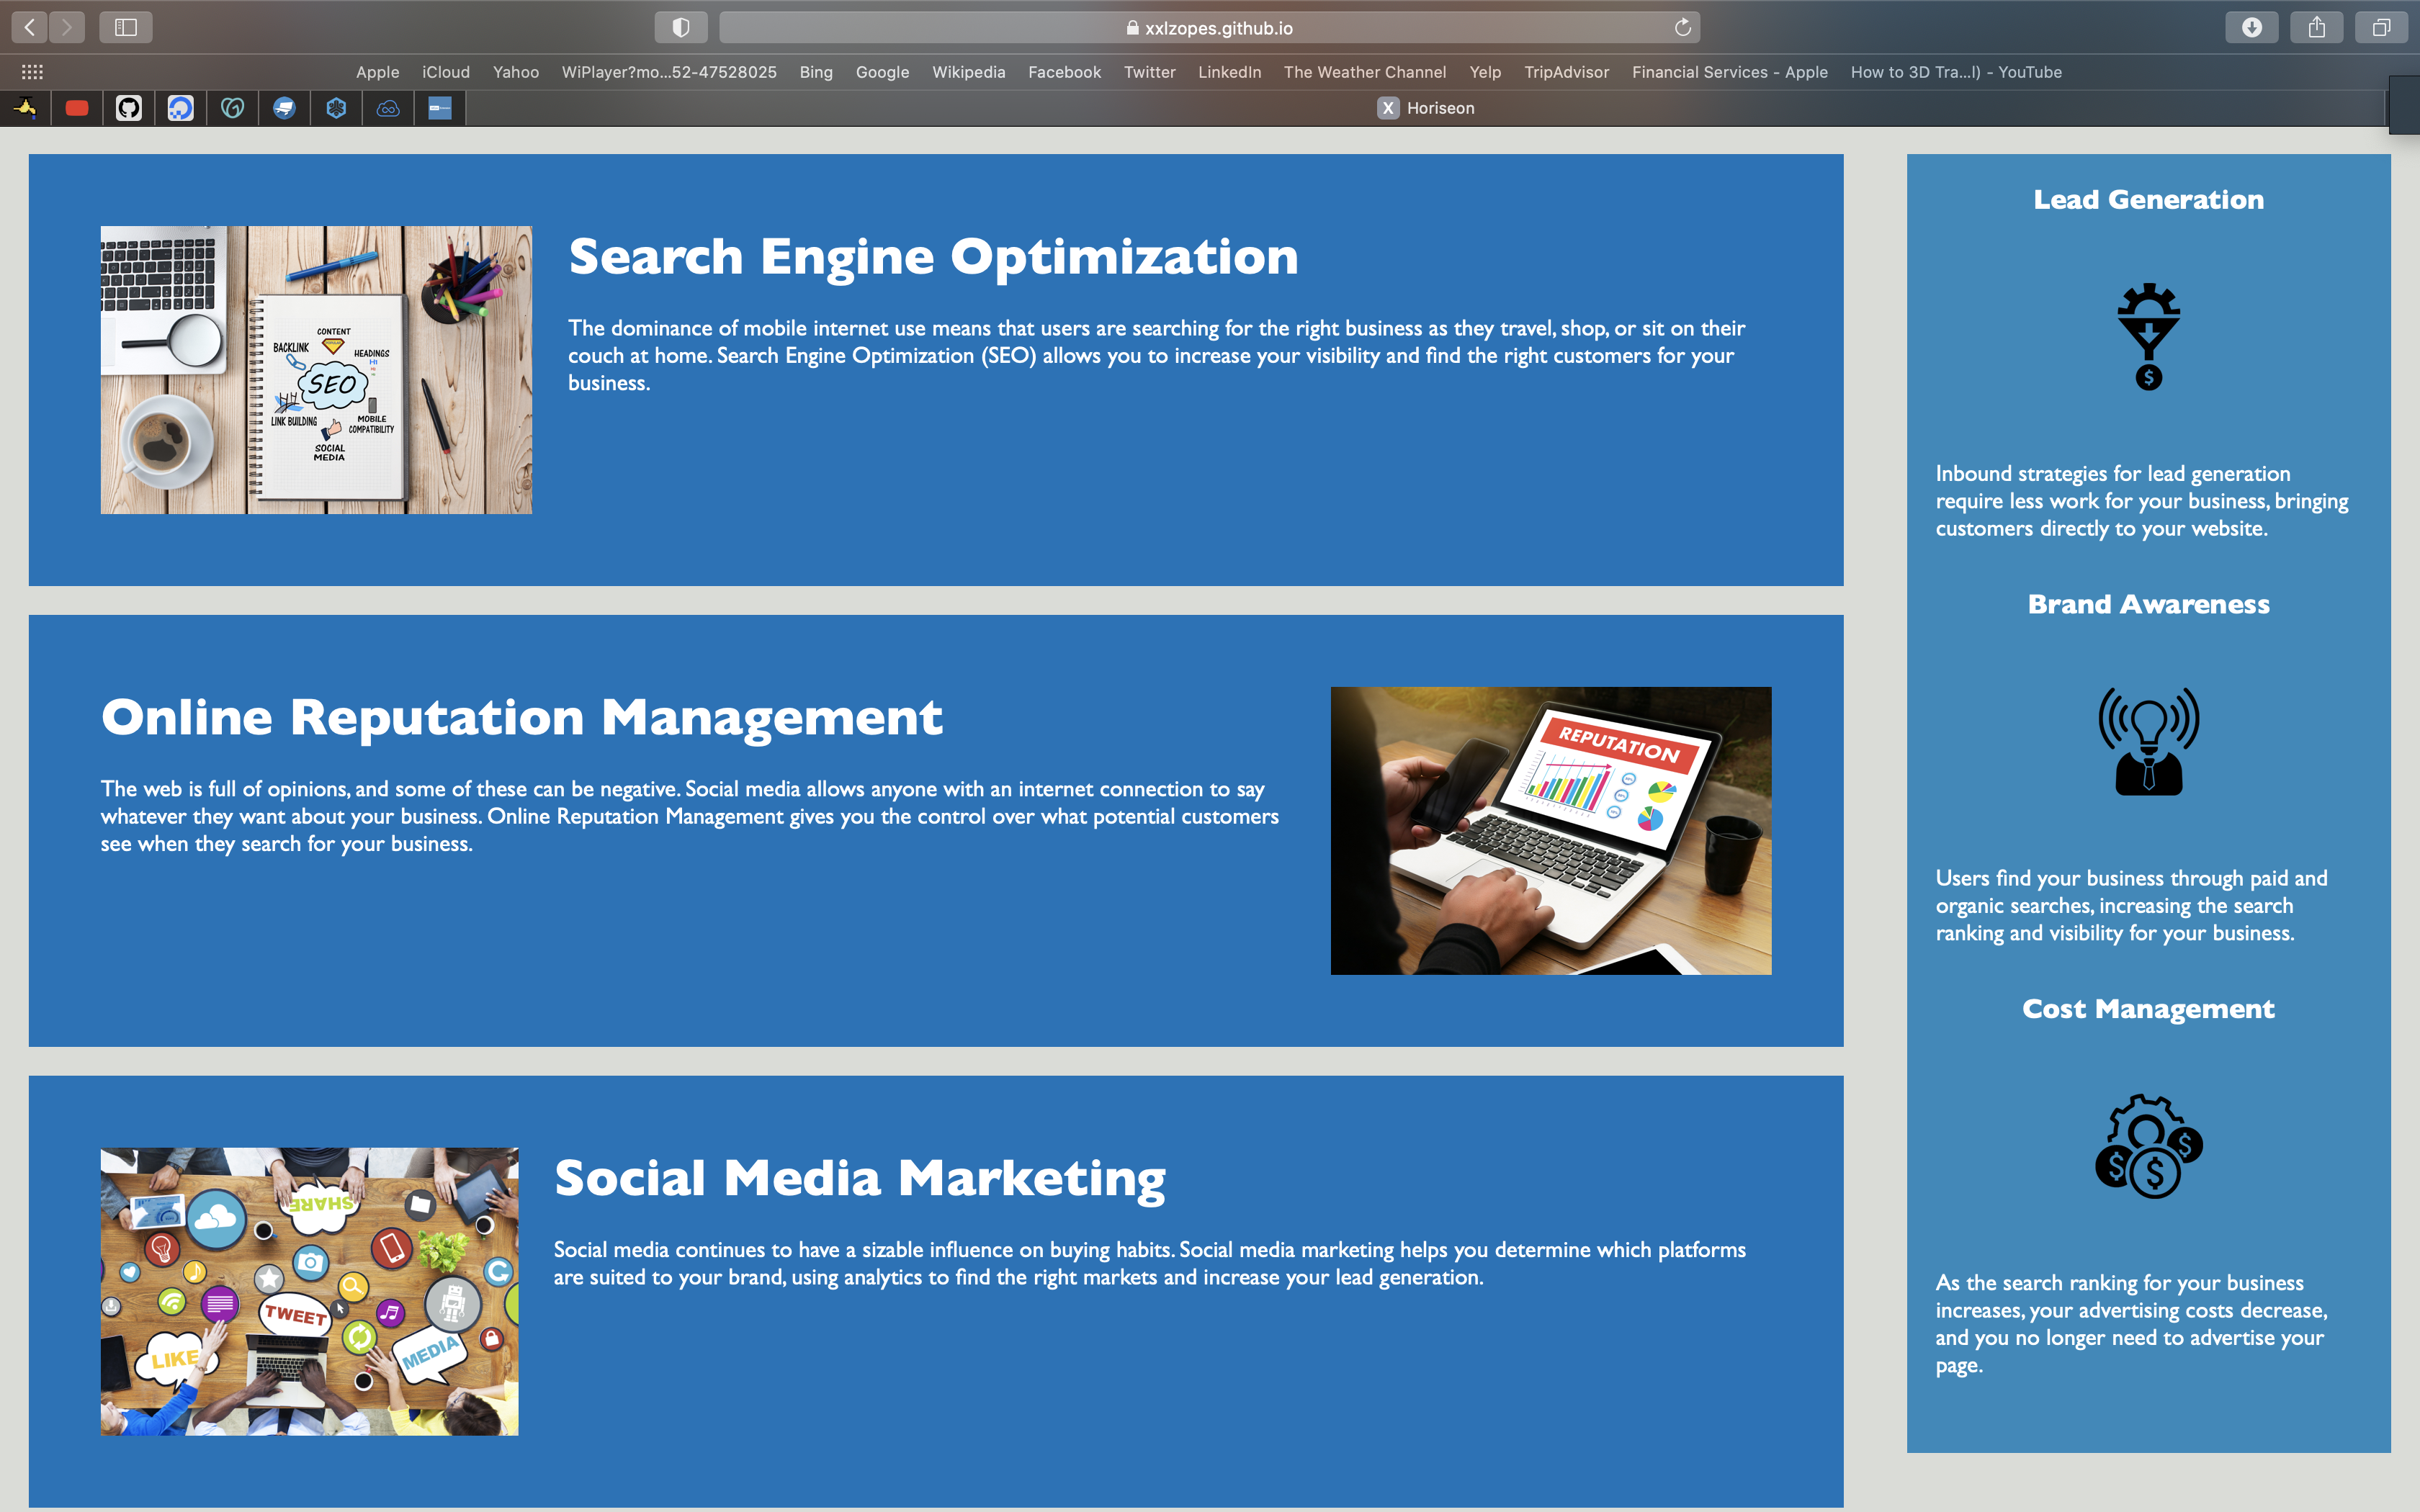 xxlzopes.github.io
Apple iCloud Yahoo WiPlayer?mo...52-47528025 Bing Google Wikipedia Facebook Twitter LinkedIn The Weather Channel Yelp TripAdvisor Financial Services - Apple How to 3D Tra...l) - YouTube
X Horiseon
Search Engine Optimization
The dominance of mobile internet use means that users are searching for the right business as they travel, shop, or sit on their
couch at home. Search Engine Optimization (SEO) allows you to increase your visibility and find the right customers for your
business.
CONTENT
BACKLINK
HEADINGS
H1
SEO
LINK BUILDING
MOBILE
COMPATIBILITY
SOCIAL
MEDIA
Online Reputation Management
The web is full of opinions, and some of these can be negative. Social media allows anyone with an internet connection to say
whatever they want about your business. Online Reputation Management gives you the control over what potential customers
see when they search for your business.
REPUTATION
Social Media Marketing
Social media continues to have a sizable influence on buying habits. Social media marketing helps you determine which platforms
are suited to your brand, using analytics to find the right markets and increase your lead generation.
SHARE
TWEET
LIKE
MEDIA
Lead Generation
$
Inbound strategies for lead generation
require less work for your business, bringing
customers directly to your website.
Brand Awareness
Users find your business through paid and
organic searches, increasing the search
ranking and visibility for your business.
Cost Management
$ $ $
As the search ranking for your business
increases, your advertising costs decrease,
and you no longer need to advertise your
page.